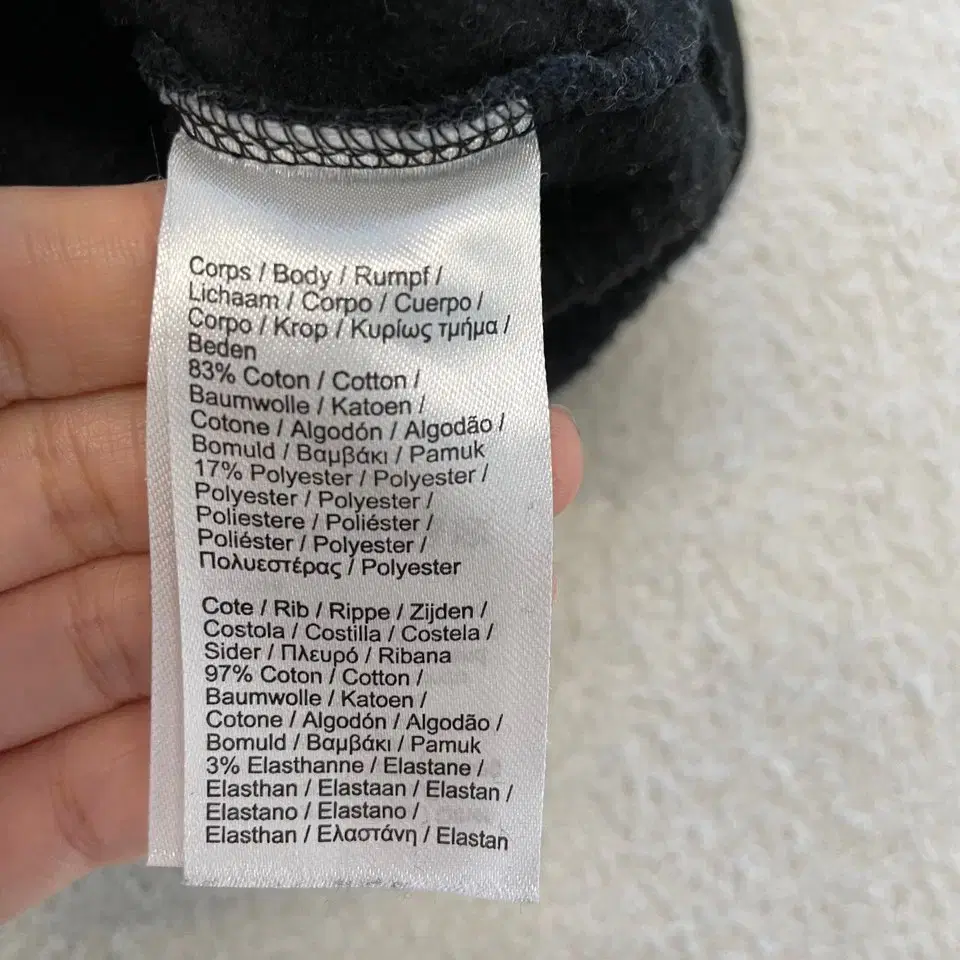 Corps / Body / Rumpf /
Lichaam / Corpo / Cuerpo /
Corpo / Krop / Κυρίως τμήμα /
Beden
83% Coton / Cotton /
Baumwolle / Katoen /
Cotone / Algodón / Algodão /
Bomuld / Βαμβάκι / Pamuk
17% Polyester / Polyester /
Polyester / Polyester /
Poliestere / Poliéster /
Poliéster / Polyester /
Πολυεστέρας / Polyester
Cote / Rib / Rippe / Zijden /
Costola / Costilla / Costela /
Sider / Πλευρό / Ribana
97% Coton / Cotton /
Baumwolle / Katoen /
Cotone / Algodón / Algodão /
Bomuld / Βαμβάκι / Pamuk
3% Elasthanne / Elastane /
Elasthan / Elastaan / Elastan /
Elastano / Elastano /
Elasthan / Ελαστάνη / Elastan